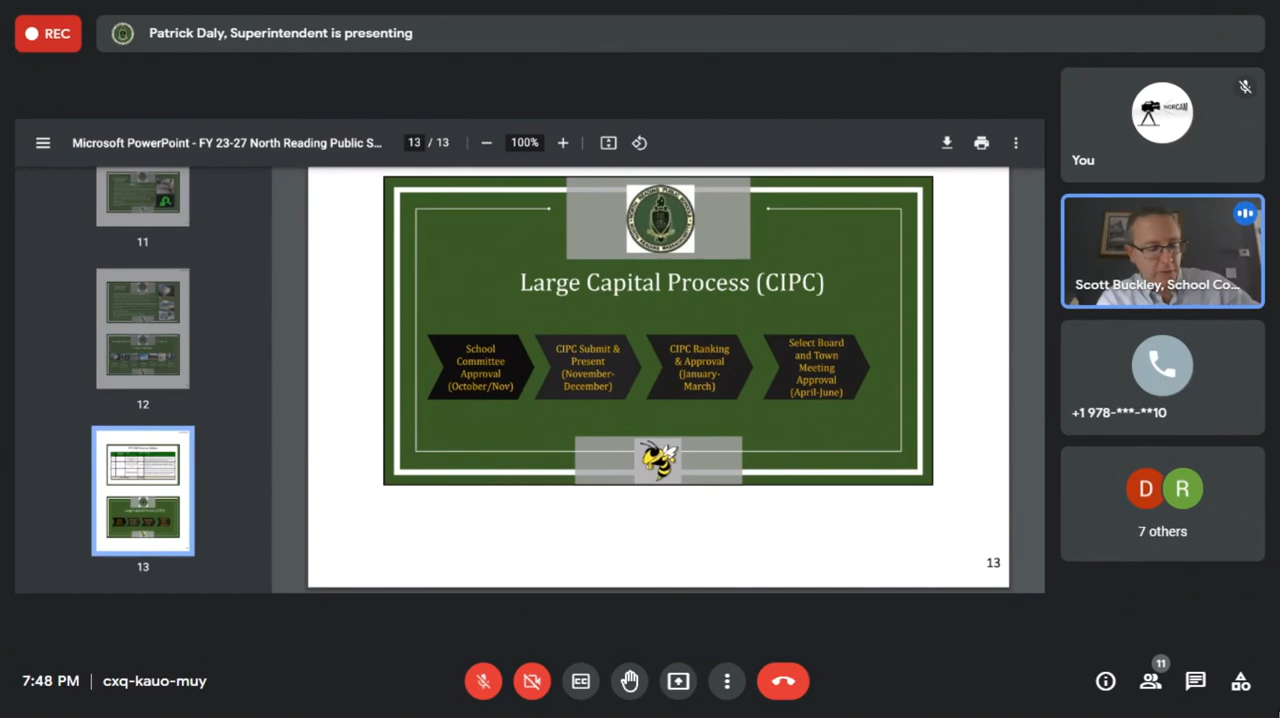 REC
Patrick Daly, Superintendent is presenting
Microsoft PowerPoint - FY 23-27 North Reading Public S...
13 / 13
100%
11
12
13
Large Capital Process (CIPC)
School
Committee
Approval
(October/Nov)
CIPC Submit &
Present
(November-
December)
CIPC Ranking
& Approval
(January-
March)
Select Board
and Town
Meeting
Approval
(April-June)
13
NORCAM
You
Scott Buckley, School Co...
+1 978-***-**10
D
R
7 others
7:48 PM
cxq-kauo-muy
CC
11